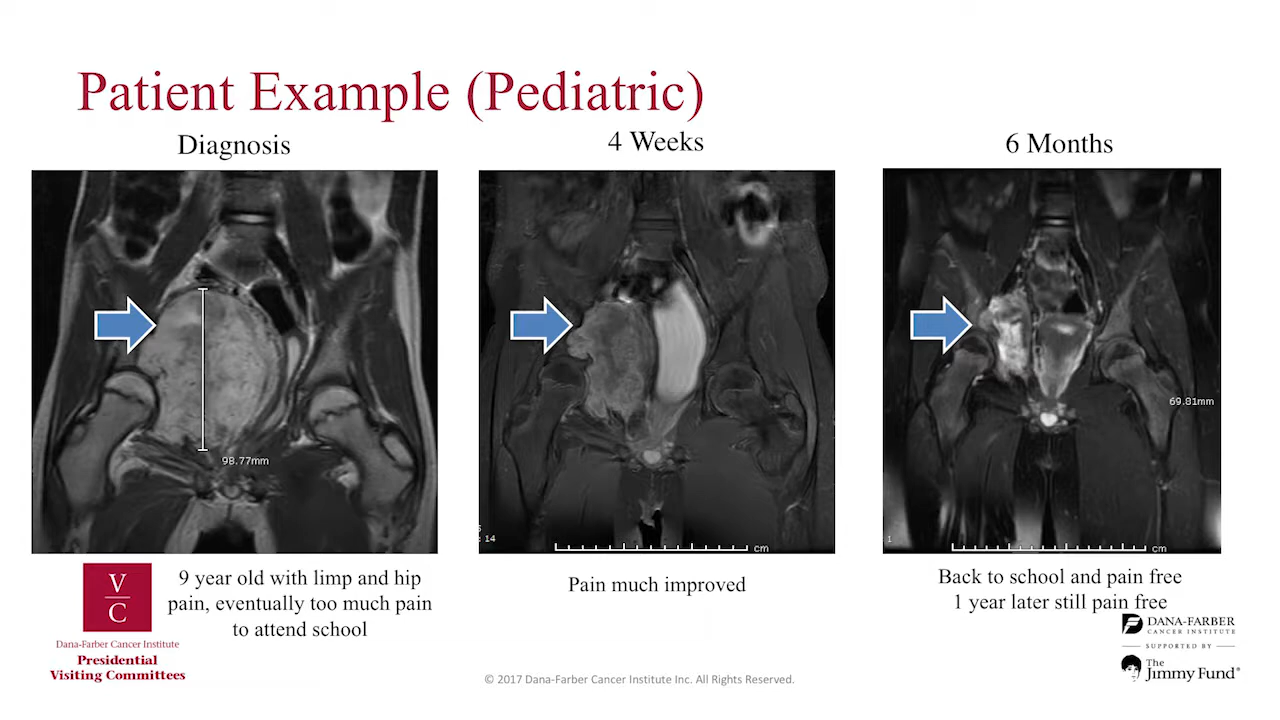 Patient Example (Pediatric)
Diagnosis
4 Weeks
6 Months
98.77mm
14
cm
69.81mm
1
cm
9 year old with limp and hip
pain, eventually too much pain
to attend school
Pain much improved
Back to school and pain free
1 year later still pain free
V
C
Dana-Farber Cancer Institute
Presidential
Visiting Committees
© 2017 Dana-Farber Cancer Institute Inc. All Rights Reserved.
DANA-FARBER
CANCER INSTITUTE
SUPPORTED BY
The
Jimmy Fund®